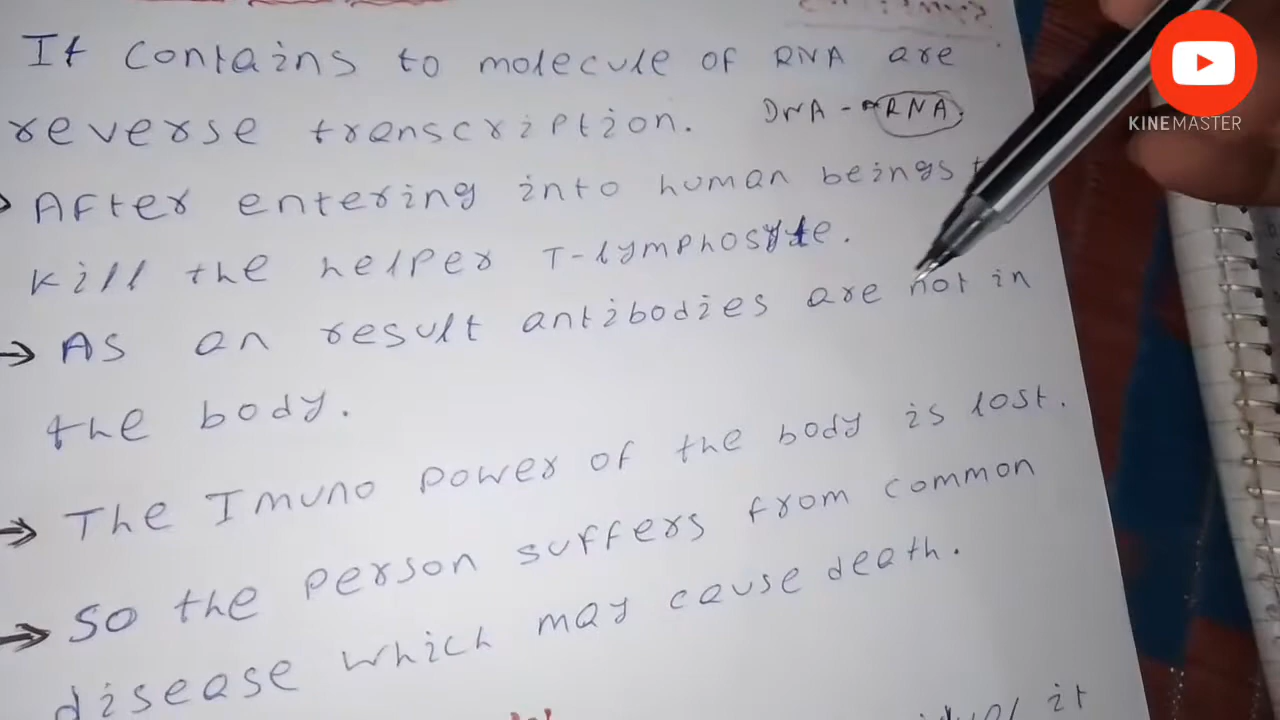 It contains to molecule of RNA are
reverse transcription. DNA - RNA
After entering into human beings
kill the helper T-lymphosyte.
→ As an result antibodies are not in
the body.
→ The Imuno power of the body is lost.
→ So the person suffers from common
disease which may cause death.
it
KINEMASTER